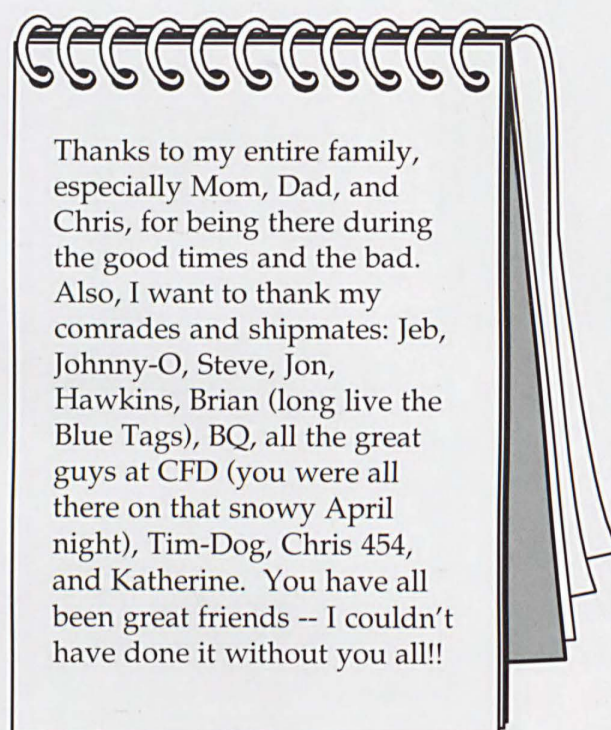 Thanks to my entire family,
especially Mom, Dad, and
Chris, for being there during
the good times and the bad.
Also, I want to thank my
comrades and shipmates: Jeb,
Johnny-O, Steve, Jon,
Hawkins, Brian (long live the
Blue Tags), BQ, all the great
guys at CFD (you were all
there on that snowy April
night), Tim-Dog, Chris 454,
and Katherine.  You have all
been great friends -- I couldn't
have done it without you all!!